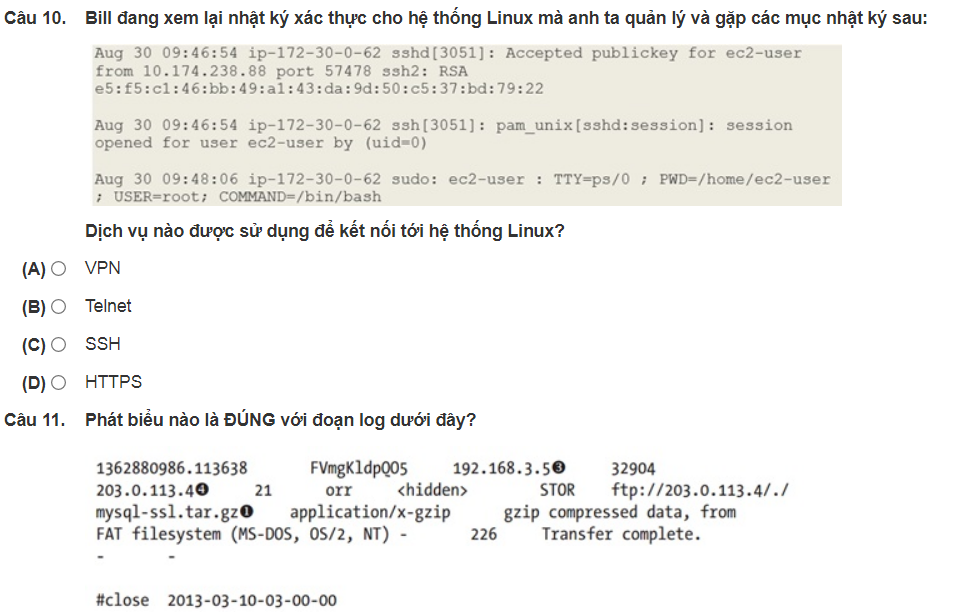 Câu 10. Bill đang xem lại nhật ký xác thực cho hệ thống Linux mà anh ta quản lý và gặp các mục nhật ký sau:
Aug 30 09:46:54 ip-172-30-0-62 sshd[3051]: Accepted publickey for ec2-user
from 10.174.238.88 port 57478 ssh2: RSA
e5:f5:c1:46:bb:49:a1:43:da:9d:50:c5:37:bd:79:22
Aug 30 09:46:54 ip-172-30-0-62 ssh[3051]: pam_unix[sshd:session]: session
opened for user ec2-user by (uid=0)
Aug 30 09:48:06 ip-172-30-0-62 sudo: ec2-user : TTY=ps/0 ; PWD=/home/ec2-user
; USER=root; COMMAND=/bin/bash
Dịch vụ nào được sử dụng để kết nối tới hệ thống Linux?
(A) VPN
(B) Telnet
(C) SSH
(D) HTTPS
Câu 11. Phát biểu nào là ĐÚNG với đoạn log dưới đây?
1362880986.113638 FVmgKldpQO5 192.168.3.5❸ 32904
203.0.113.4❹ 21 orr <hidden> STOR ftp://203.0.113.4/./
mysql-ssl.tar.gz❶ application/x-gzip gzip compressed data, from
FAT filesystem (MS-DOS, OS/2, NT) - 226 Transfer complete.
- -
#close 2013-03-10-03-00-00